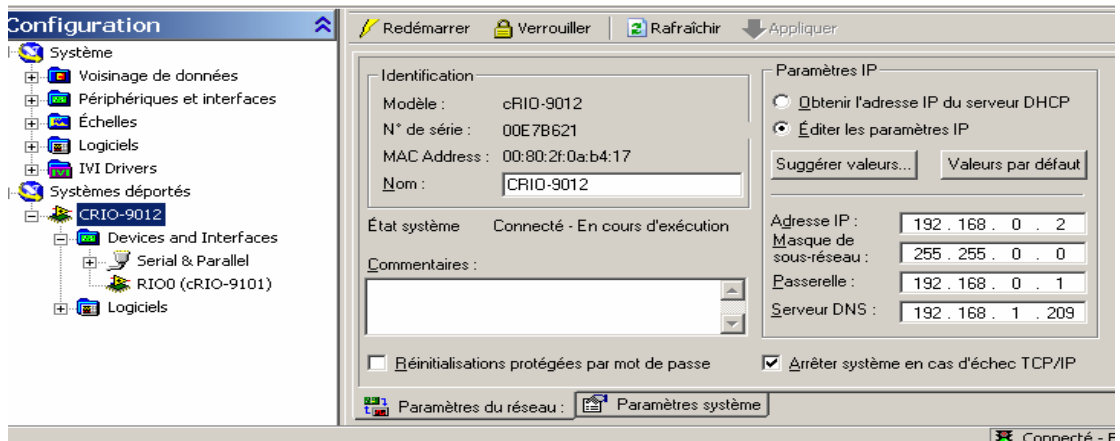 Configuration
Système
Voisinage de données
Périphériques et interfaces
Échelles
Logiciels
IVI Drivers
Systèmes déportés
CRIO-9012
Devices and Interfaces
Serial & Parallel
RIO0 (cRIO-9101)
Logiciels
Redémarrer Verrouiller Rafraîchir Appliquer
Identification
Modèle : cRIO-9012
N° de série : 00E7B621
MAC Address : 00:80:2f:0a:b4:17
Nom : CRIO-9012
État système Connecté - En cours d'exécution
Commentaires :
Réinitialisations protégées par mot de passe
Paramètres IP
Obtenir l'adresse IP du serveur DHCP
Éditer les paramètres IP
Suggérer valeurs... Valeurs par défaut
Adresse IP : 192 . 168 . 0 . 2
Masque de
sous-réseau : 255 . 255 . 0 . 0
Passerelle : 192 . 168 . 0 . 1
Serveur DNS : 192 . 168 . 1 . 209
Arrêter système en cas d'échec TCP/IP
Paramètres du réseau : Paramètres système
Connecté -